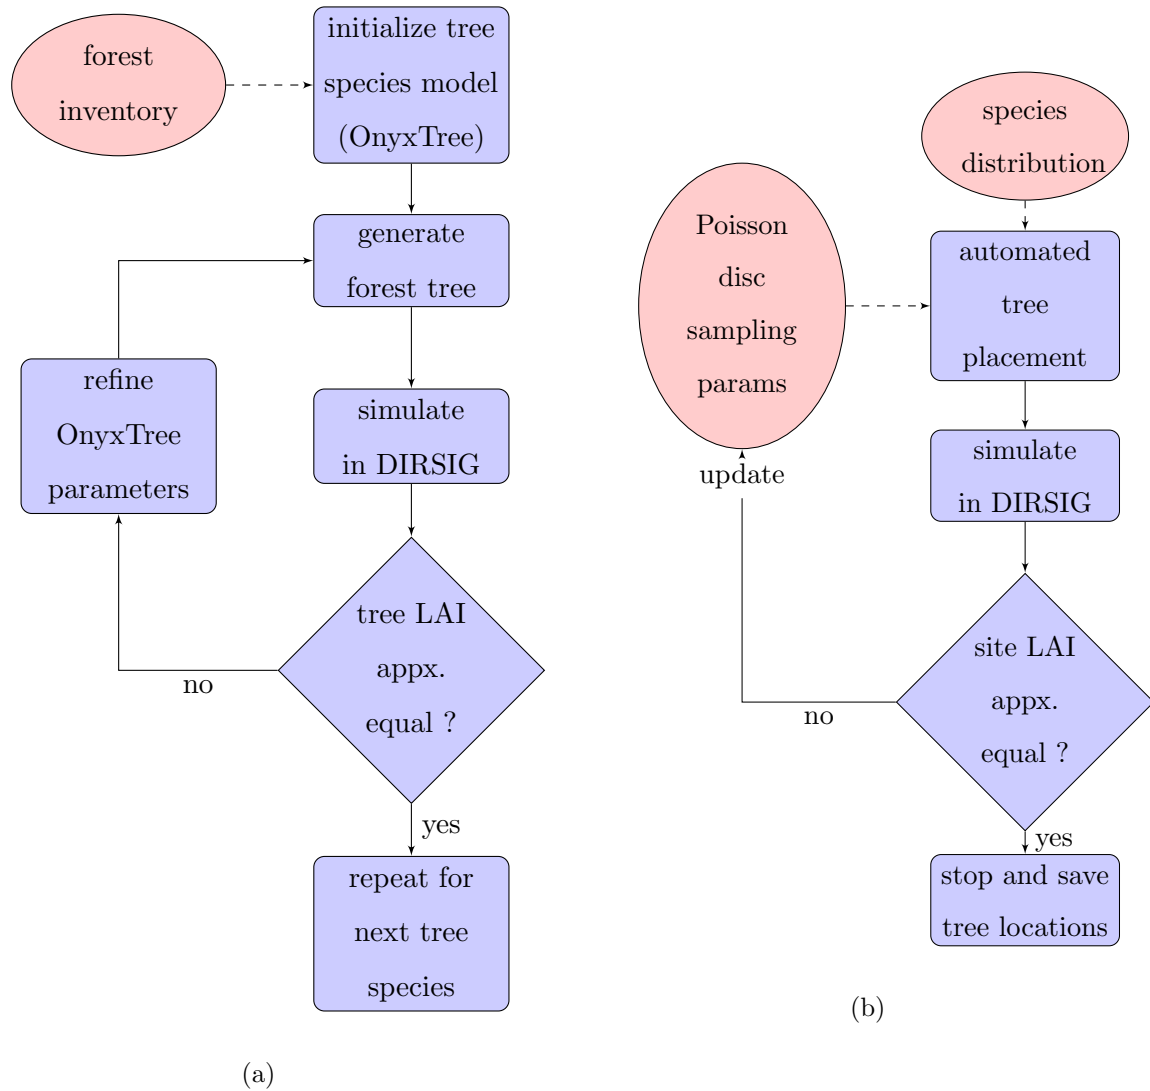 forest
inventory
initialize tree
species model
(OnyxTree)
generate
forest tree
refine
OnyxTree
parameters
simulate
in DIRSIG
tree LAI
appx.
equal ?
no
yes
repeat for
next tree
species
(a)
species
distribution
Poisson
disc
sampling
params
automated
tree
placement
update
simulate
in DIRSIG
site LAI
appx.
equal ?
no
yes
stop and save
tree locations
(b)